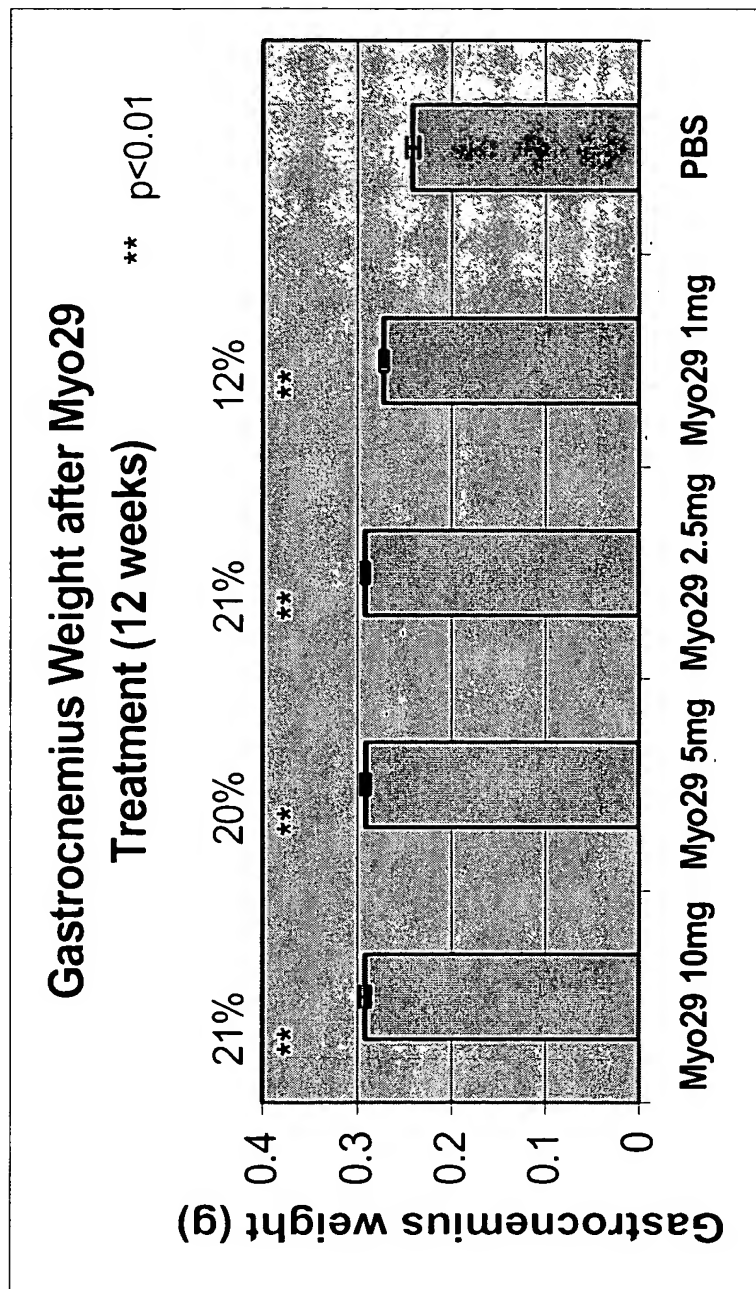 Gastrocnemius Weight after Myo29
Treatment (12 weeks)
** p<0.01
21% 20% 21% 12%
** ** ** **
0.4
0.3
0.2
0.1
0
Gastrocnemius weight (g)
Myo29 10mg Myo29 5mg Myo29 2.5mg Myo29 1mg PBS